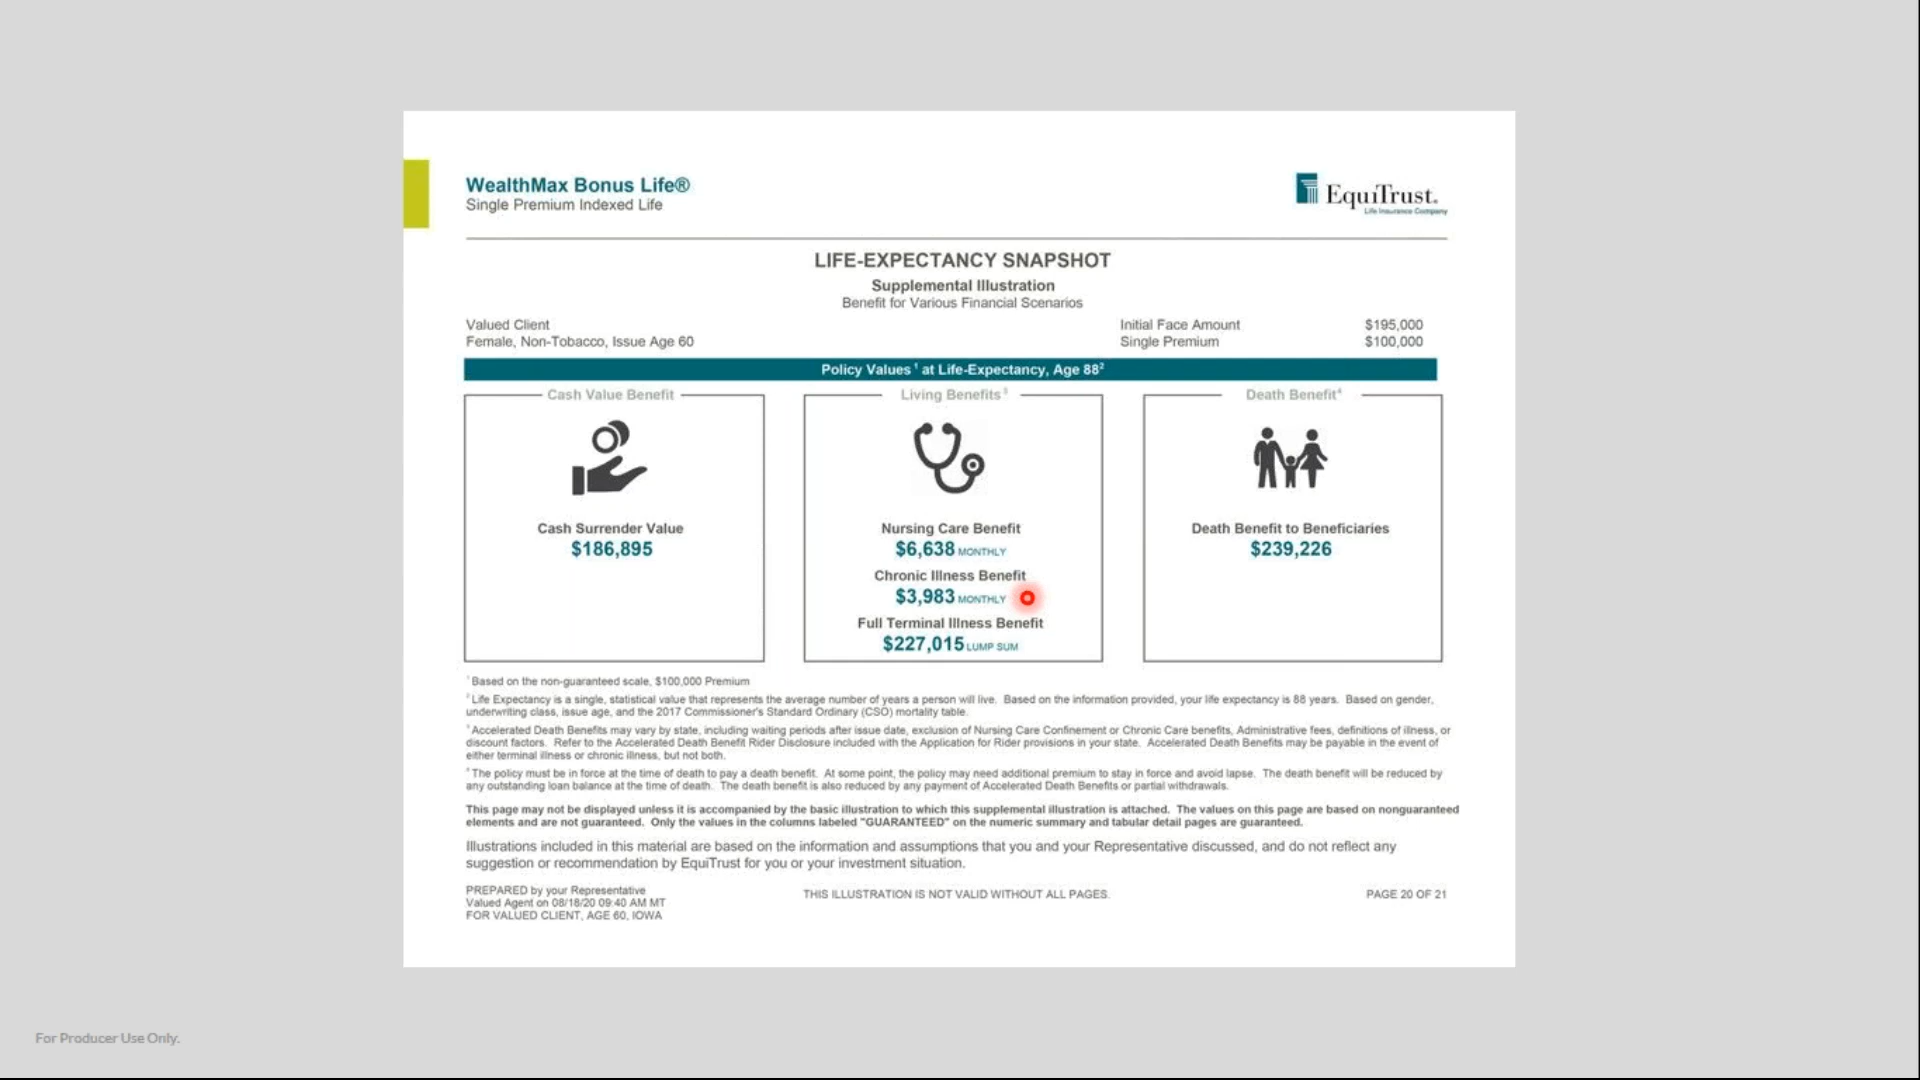 WealthMax Bonus Life®
Single Premium Indexed Life
EquiTrust®
Life Insurance Company
LIFE-EXPECTANCY SNAPSHOT
Supplemental Illustration
Benefit for Various Financial Scenarios
Valued Client
Female, Non-Tobacco, Issue Age 60
Initial Face Amount $195,000
Single Premium $100,000
Policy Values ¹ at Life-Expectancy, Age 88²
Cash Value Benefit
Cash Surrender Value
$186,895
Living Benefits ³
Nursing Care Benefit
$6,638 MONTHLY
Chronic Illness Benefit
$3,983 MONTHLY
Full Terminal Illness Benefit
$227,015 LUMP SUM
Death Benefit⁴
Death Benefit to Beneficiaries
$239,226
¹ Based on the non-guaranteed scale, $100,000 Premium
² Life Expectancy is a single, statistical value that represents the average number of years a person will live. Based on the information provided, your life expectancy is 88 years. Based on gender,
underwriting class, issue age, and the 2017 Commissioner's Standard Ordinary (CSO) mortality table.
³ Accelerated Death Benefits may vary by state, including waiting periods after issue date, exclusion of Nursing Care Confinement or Chronic Care benefits, Administrative fees, definitions of illness, or
discount factors. Refer to the Accelerated Death Benefit Rider Disclosure included with the Application for Rider provisions in your state. Accelerated Death Benefits may be payable in the event of
either terminal illness or chronic illness, but not both.
⁴ The policy must be in force at the time of death to pay a death benefit. At some point, the policy may need additional premium to stay in force and avoid lapse. The death benefit will be reduced by
any outstanding loan balance at the time of death. The death benefit is also reduced by any payment of Accelerated Death Benefits or partial withdrawals.
This page may not be displayed unless it is accompanied by the basic illustration to which this supplemental illustration is attached. The values on this page are based on nonguaranteed
elements and are not guaranteed. Only the values in the columns labeled "GUARANTEED" on the numeric summary and tabular detail pages are guaranteed.
Illustrations included in this material are based on the information and assumptions that you and your Representative discussed, and do not reflect any
suggestion or recommendation by EquiTrust for you or your investment situation.
PREPARED by your Representative
Valued Agent on 08/18/20 09:40 AM MT
FOR VALUED CLIENT, AGE 60, IOWA
THIS ILLUSTRATION IS NOT VALID WITHOUT ALL PAGES.
PAGE 20 OF 21
For Producer Use Only.